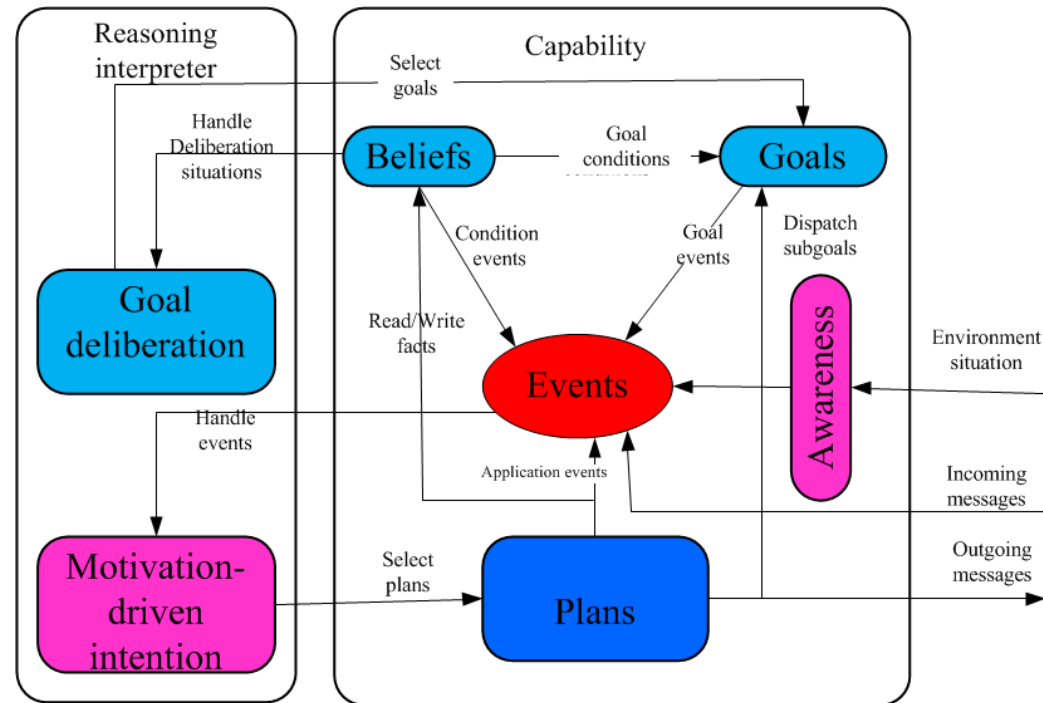 Reasoning
interpreter
Capability
Select
goals
Handle
Deliberation
situations
Beliefs
Goal
conditions
Goals
Condition
events
Goal
events
Dispatch
subgoals
Goal
deliberation
Read/Write
facts
Events
Awareness
Environment
situation
Handle
events
Application events
Incoming
messages
Motivation-
driven
intention
Select
plans
Plans
Outgoing
messages